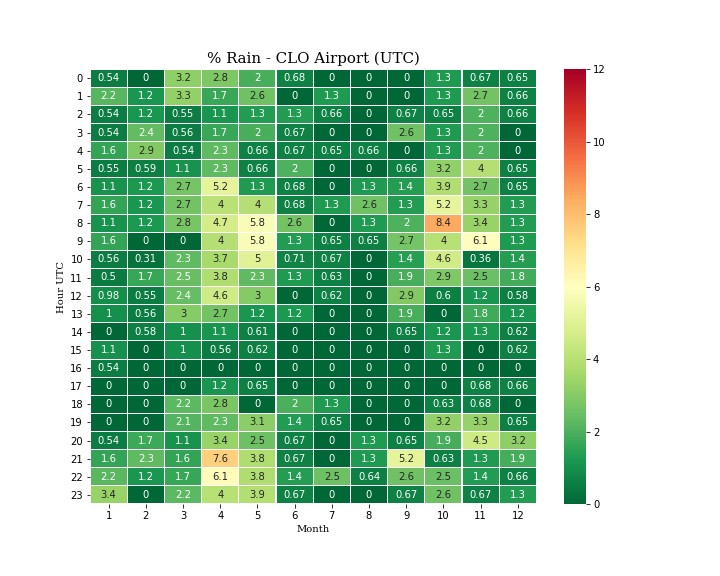 % Rain - CLO Airport (UTC)
0 0.54 0 3.2 2.8 2 0.68 0 0 0 1.3 0.67 0.65 12
1 2.2 1.2 3.3 1.7 2.6 0 1.3 0 0 1.3 2.7 0.66
2 0.54 1.2 0.55 1.1 1.3 1.3 0.66 0 0.67 0.65 2 0.66
3 0.54 2.4 0.56 1.7 2 0.67 0 0 2.6 1.3 2 0
4 1.6 2.9 0.54 2.3 0.66 0.67 0.65 0.66 0 1.3 2 0 10
5 0.55 0.59 1.1 2.3 0.66 2 0 0 0.66 3.2 4 0.65
6 1.1 1.2 2.7 5.2 1.3 0.68 0 1.3 1.4 3.9 2.7 0.65
7 1.6 1.2 2.7 4 4 0.68 1.3 2.6 1.3 5.2 3.3 1.3
8 1.1 1.2 2.8 4.7 5.8 2.6 0 1.3 2 8.4 3.4 1.3 8
9 1.6 0 0 4 5.8 1.3 0.65 0.65 2.7 4 6.1 1.3
10 0.56 0.31 2.3 3.7 5 0.71 0.67 0 1.4 4.6 0.36 1.4
11 0.5 1.7 2.5 3.8 2.3 1.3 0.63 0 1.9 2.9 2.5 1.8
Hour UTC
12 0.98 0.55 2.4 4.6 3 0 0.62 0 2.9 0.6 1.2 0.58 6
13 1 0.56 3 2.7 1.2 1.2 0 0 1.9 0 1.8 1.2
14 0 0.58 1 1.1 0.61 0 0 0 0.65 1.2 1.3 0.62
15 1.1 0 1 0.56 0.62 0 0 0 0 1.3 0 0.62
16 0.54 0 0 0 0 0 0 0 0 0 0 0 4
17 0 0 0 1.2 0.65 0 0 0 0 0 0.68 0.66
18 0 0 2.2 2.8 0 2 1.3 0 0 0.63 0.68 0
19 0 0 2.1 2.3 3.1 1.4 0.65 0 0 3.2 3.3 0.65
20 0.54 1.7 1.1 3.4 2.5 0.67 0 1.3 0.65 1.9 4.5 3.2 2
21 1.6 2.3 1.6 7.6 3.8 0.67 0 1.3 5.2 0.63 1.3 1.9
22 2.2 1.2 1.7 6.1 3.8 1.4 2.5 0.64 2.6 2.5 1.4 0.66
23 3.4 0 2.2 4 3.9 0.67 0 0 0.67 2.6 0.67 1.3 0
1 2 3 4 5 6 7 8 9 10 11 12
Month